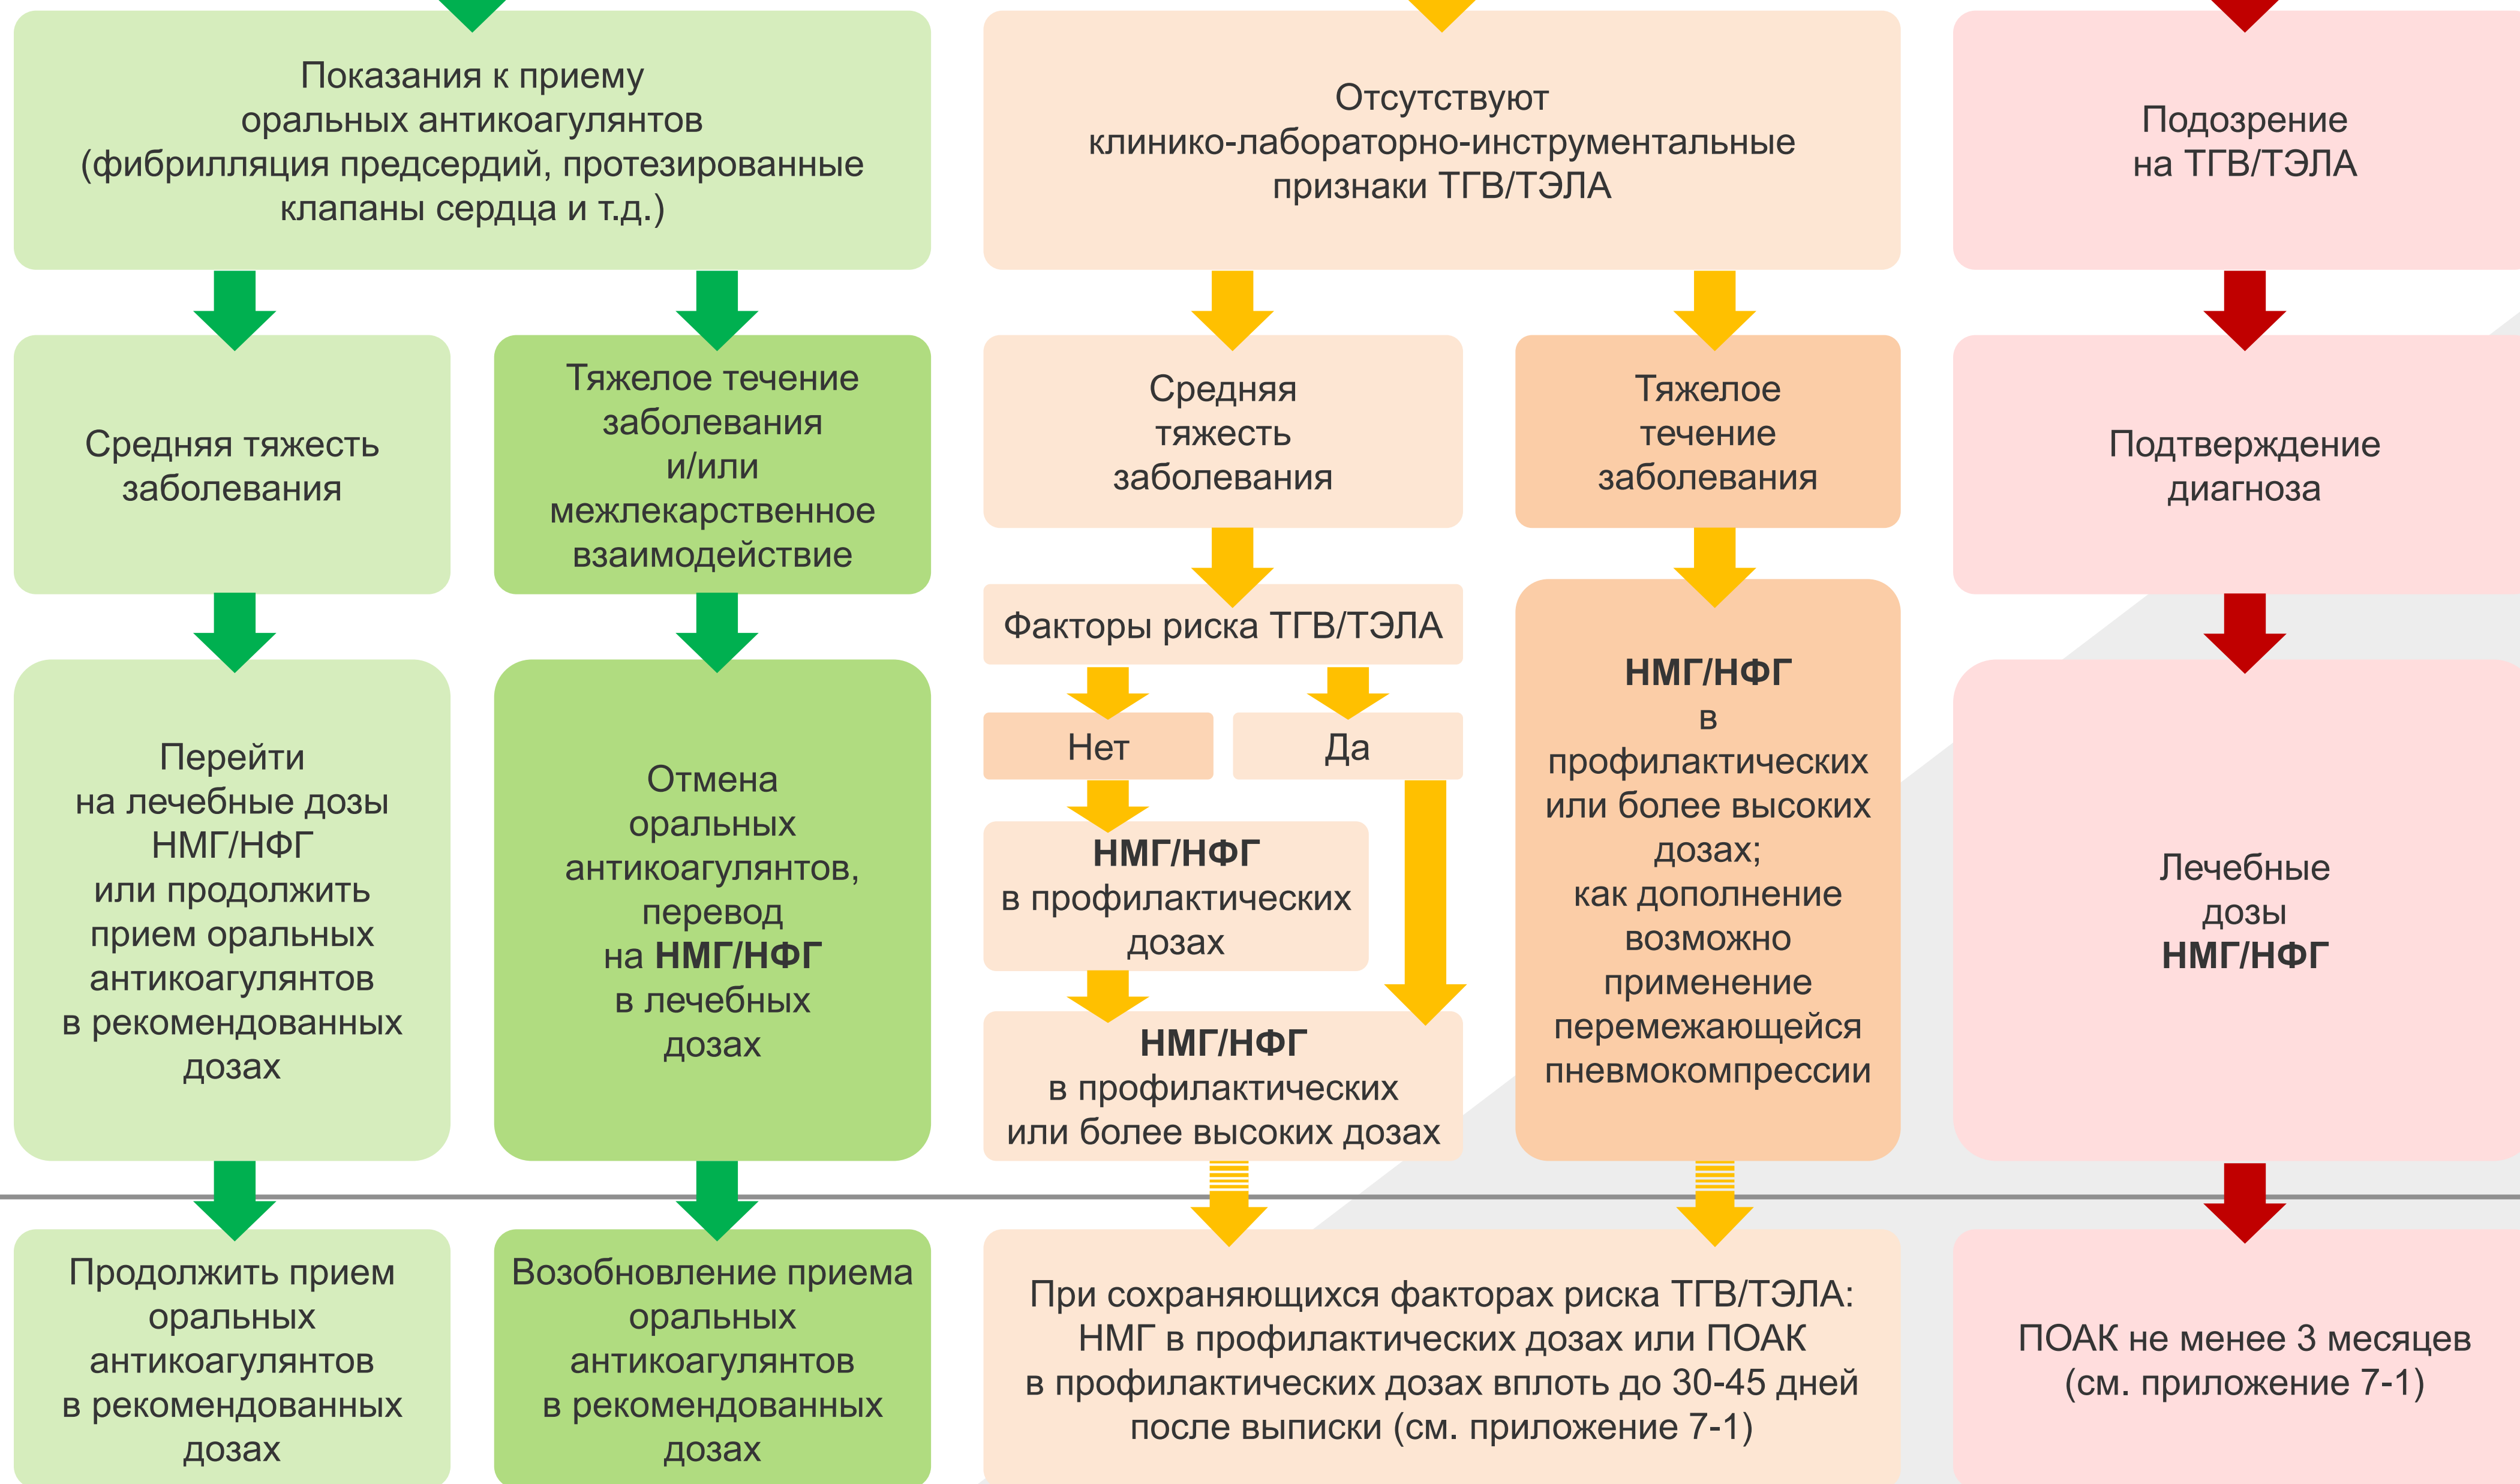 Показания к приему
оральных антикоагулянтов
(фибрилляция предсердий, протезированные
клапаны сердца и т.д.)
Отсутствуют
клинико-лабораторно-инструментальные
признаки ТГВ/ТЭЛА
Подозрение
на ТГВ/ТЭЛА
Средняя тяжесть
заболевания
Тяжелое течение
заболевания
и/или
межлекарственное
взаимодействие
Средняя
тяжесть
заболевания
Тяжелое
течение
заболевания
Подтверждение
диагноза
Перейти
на лечебные дозы
НМГ/НФГ
или продолжить
прием оральных
антикоагулянтов
в рекомендованных
дозах
Отмена
оральных
антикоагулянтов,
перевод
на НМГ/НФГ
в лечебных
дозах
Факторы риска ТГВ/ТЭЛА
Нет
Да
НМГ/НФГ
в профилактических
дозах
НМГ/НФГ
в профилактических
или более высоких дозах
НМГ/НФГ
в
профилактических
или более высоких
дозах;
как дополнение
возможно
применение
перемежающейся
пневмокомпрессии
Лечебные
дозы
НМГ/НФГ
Продолжить прием
оральных
антикоагулянтов
в рекомендованных
дозах
Возобновление приема
оральных
антикоагулянтов
в рекомендованных
дозах
При сохраняющихся факторах риска ТГВ/ТЭЛА:
НМГ в профилактических дозах или ПОАК
в профилактических дозах вплоть до 30-45 дней
после выписки (см. приложение 7-1)
ПОАК не менее 3 месяцев
(см. приложение 7-1)